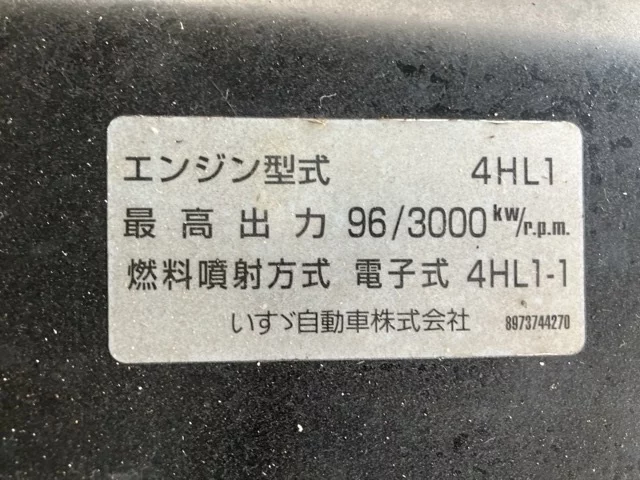 エンジン型式 4HL1
最高出力 96/3000 kw/r.p.m.
燃料噴射方式 電子式 4HL1-1
いすゞ自動車株式会社 8973744270